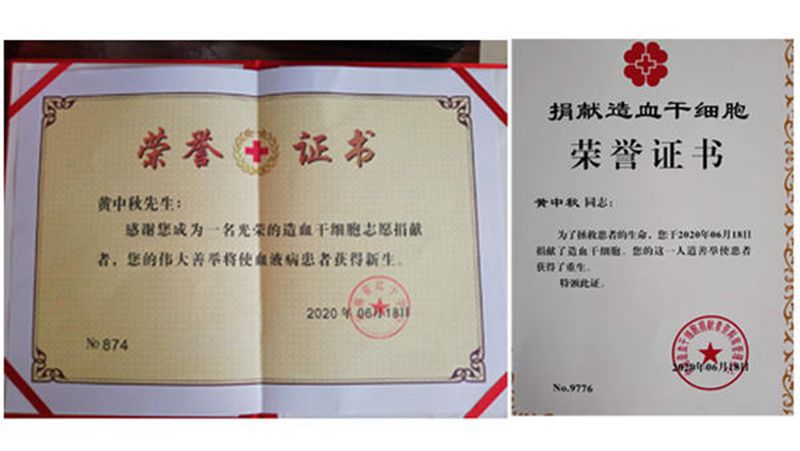 荣誉证书
黄中秋先生:
感谢您成为一名光荣的造血干细胞志愿捐献
者，您的伟大善举将使血液病患者获得新生。
2020 年 06月18日
No 874
捐献造血干细胞
荣誉证书
黄中秋 同志:
为了拯救患者的生命，您于2020年06月18日
捐献了造血干细胞。您的这一人道善举使患者
获得了重生。
特颁此证。
2020年06月18日
No.9776